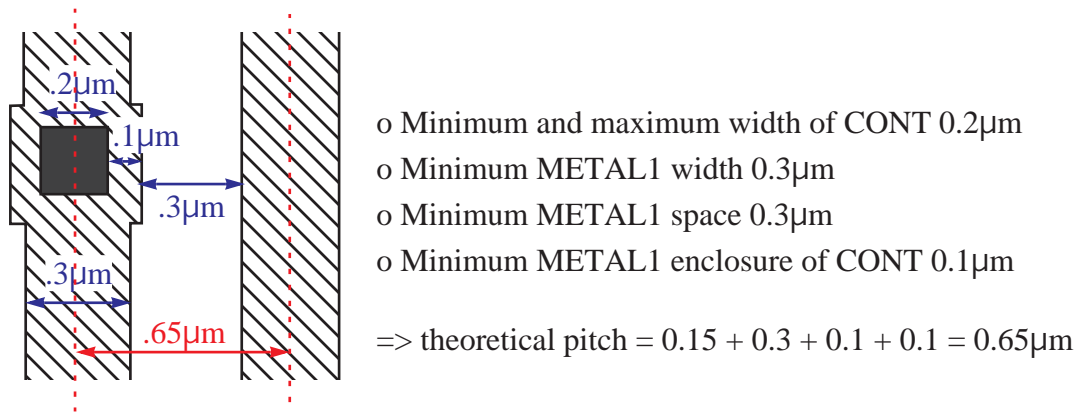 .2µm
.1µm
.3µm
.3µm
.65µm
o Minimum and maximum width of CONT 0.2µm
o Minimum METAL1 width 0.3µm
o Minimum METAL1 space 0.3µm
o Minimum METAL1 enclosure of CONT 0.1µm
=> theoretical pitch = 0.15 + 0.3 + 0.1 + 0.1 = 0.65µm